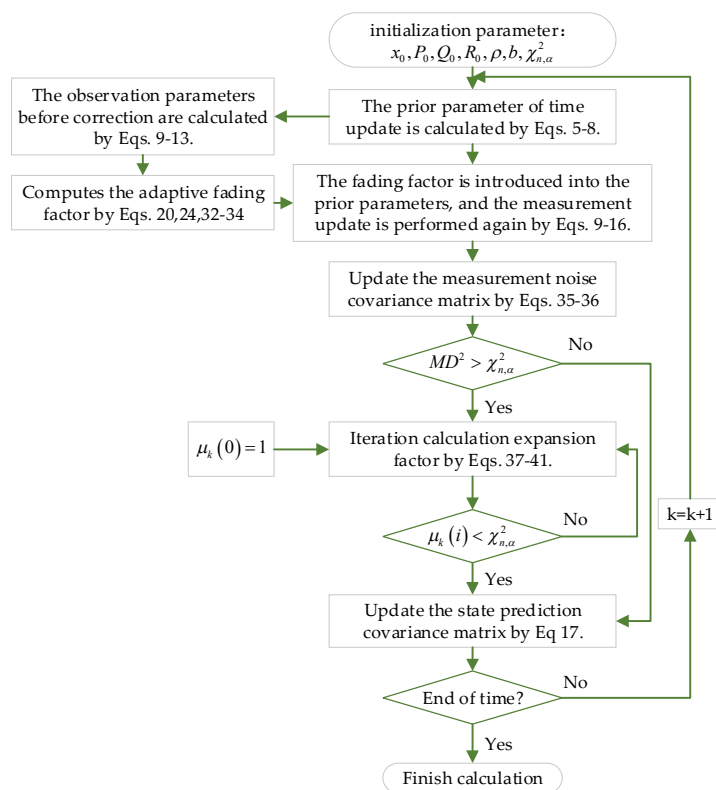 initialization parameter:
x₀, P₀, Q₀, R₀, ρ, b, χ²ₙ,α
The observation parameters
before correction are calculated
by Eqs. 9-13.
The prior parameter of time
update is calculated by Eqs. 5-8.
Computes the adaptive fading
factor by Eqs. 20,24,32-34
The fading factor is introduced into the
prior parameters, and the measurement
update is performed again by Eqs. 9-16.
Update the measurement noise
covariance matrix by Eqs. 35-36
No
MD² > χ²ₙ,α
Yes
μₖ(0)=1
Iteration calculation expansion
factor by Eqs. 37-41.
k=k+1
No
μₖ(i) < χ²ₙ,α
Yes
Update the state prediction
covariance matrix by Eq 17.
No
End of time?
Yes
Finish calculation